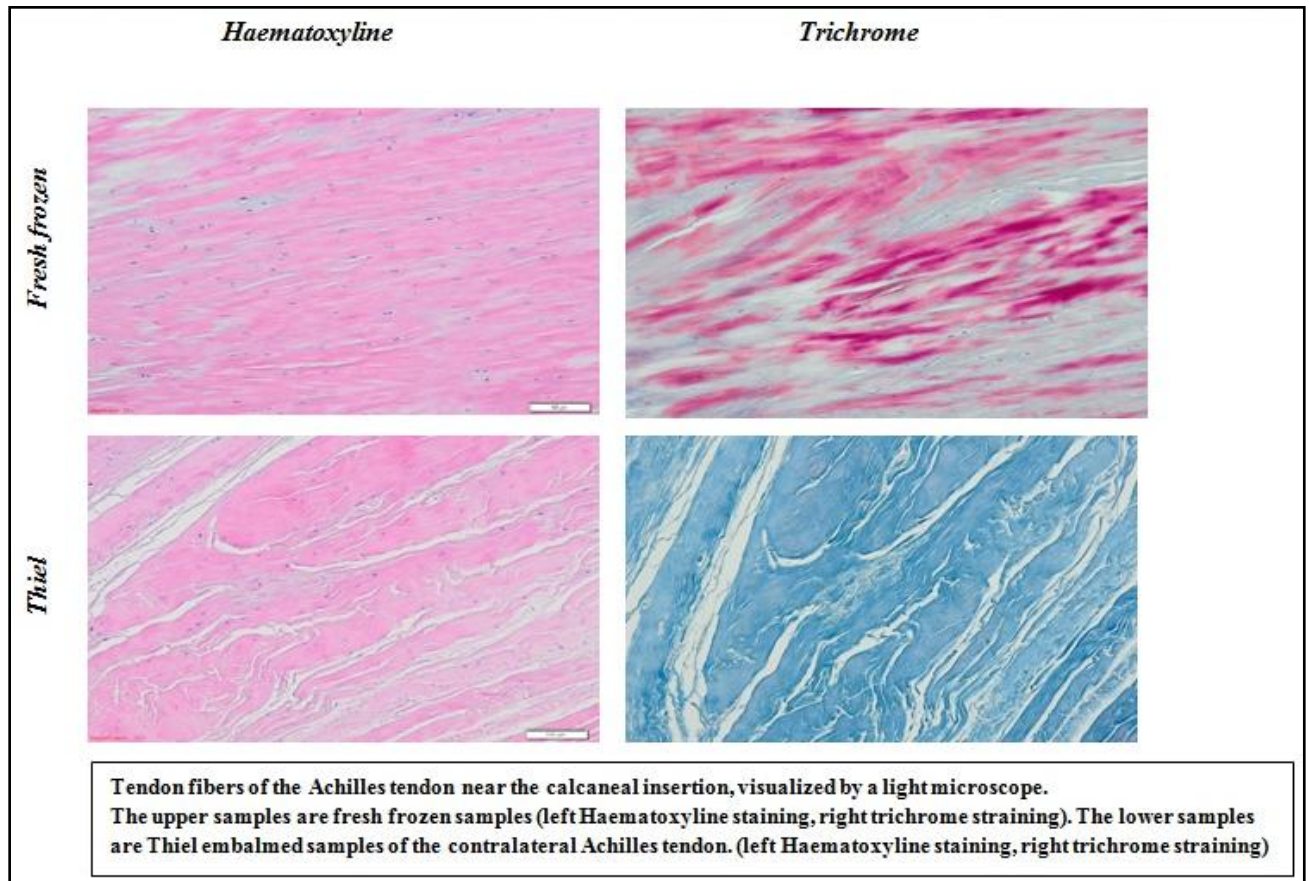 Haematoxyline
Trichrome
Fresh frozen
Thiel
Tendon fibers of the Achilles tendon near the calcaneal insertion, visualized by a light microscope.
The upper samples are fresh frozen samples (left Haematoxyline staining, right trichrome straining). The lower samples
are Thiel embalmed samples of the contralateral Achilles tendon. (left Haematoxyline staining, right trichrome straining)